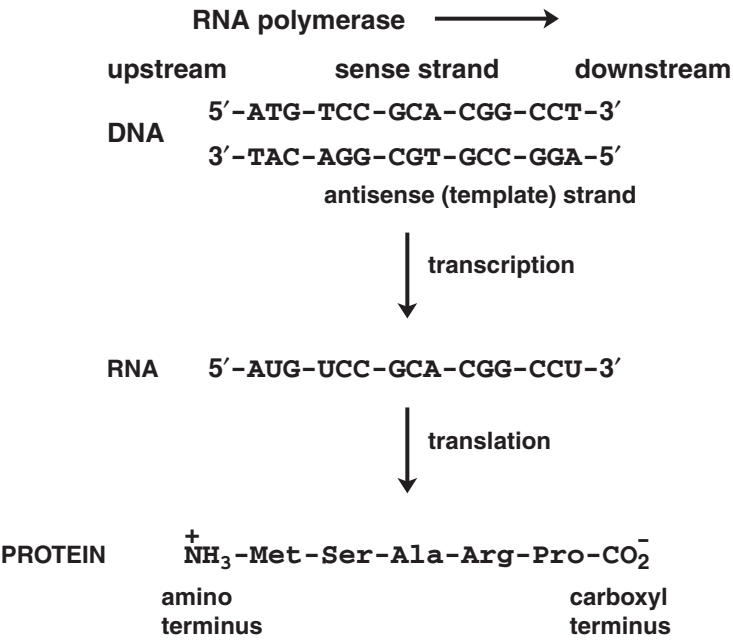 RNA polymerase
upstream sense strand downstream
5′-ATG-TCC-GCA-CGG-CCT-3′
DNA
3′-TAC-AGG-CGT-GCC-GGA-5′
antisense (template) strand
transcription
RNA 5′-AUG-UCC-GCA-CGG-CCU-3′
translation
PROTEIN N⁺H₃-Met-Ser-Ala-Arg-Pro-CO₂⁻
amino carboxyl
terminus terminus